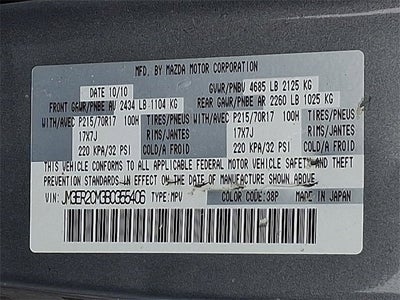 MFD. BY MAZDA MOTOR CORPORATION
DATE 10/10 GVWR/PNBV 4685 LB 2125 KG
FRONT GAWR/PNBE AV 2434 LB 1104 KG REAR GAWR/PNBE AR 2260 LB 1025 KG
WITH/AVEC P215/70R17 100H TIRES/PNEUS WITH/AVEC P215/70R17 100H TIRES/PNEUS
17X7J RIMS/JANTES 17X7J RIMS/JANTES
220 KPA/32 PSI COLD/A FROID 220 KPA/32 PSI COLD/A FROID
THIS VEHICLE CONFORMS TO ALL APPLICABLE FEDERAL MOTOR VEHICLE SAFETY AND THEFT
PREVENTION STANDARDS IN EFFECT ON THE DATE OF MANUFACTURE SHOWN ABOVE.
VIN: TYPE:MPV COLOR CODE:38P MADE IN JAPAN